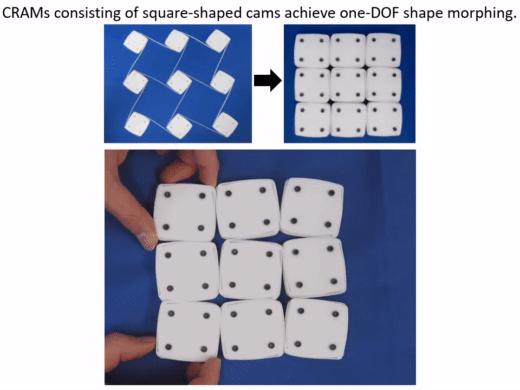 CRAMs consisting of square-shaped cams achieve one-DOF shape morphing.